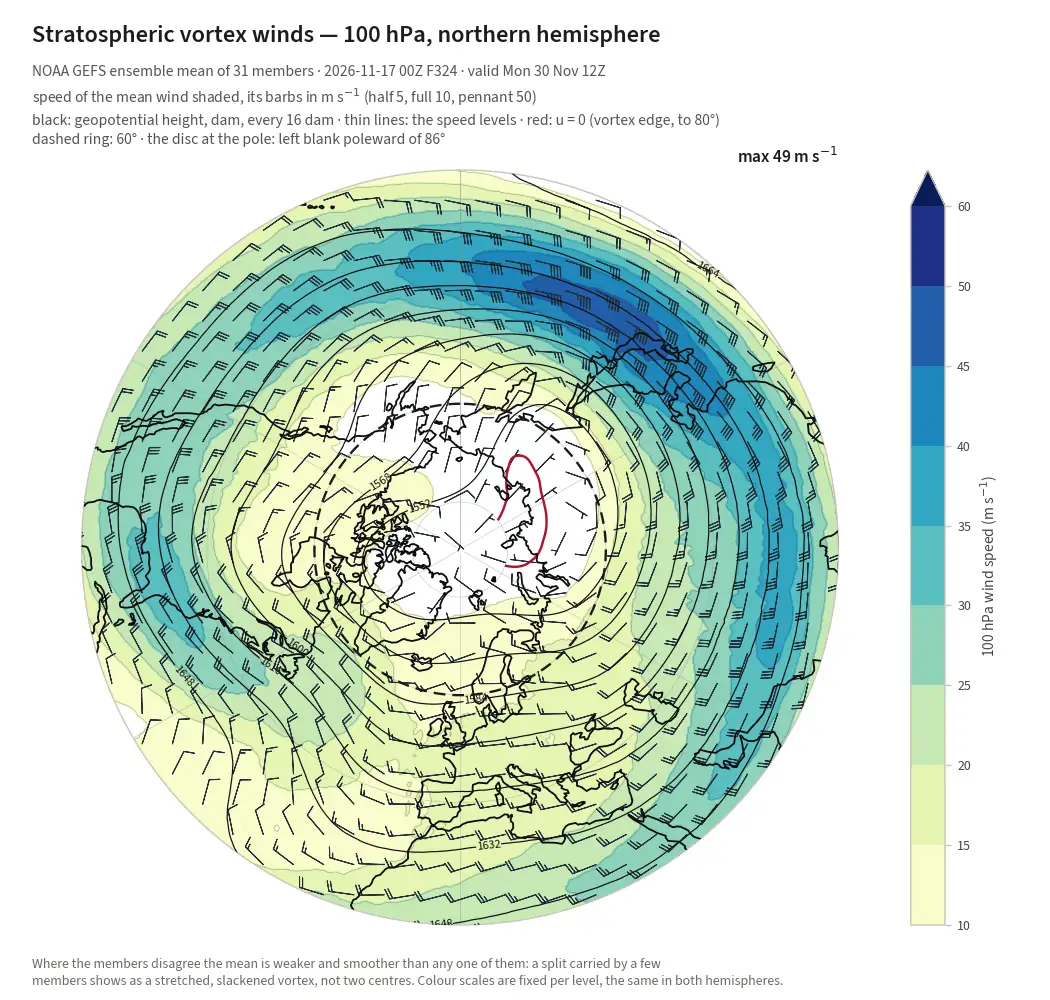 Stratospheric vortex winds — 100 hPa, northern hemisphere
NOAA GEFS ensemble mean of 31 members · 2026-11-17 00Z F324 · valid Mon 30 Nov 12Z
speed of the mean wind shaded, its barbs in m s⁻¹ (half 5, full 10, pennant 50)
black: geopotential height, dam, every 16 dam · thin lines: the speed levels · red: u = 0 (vortex edge, to 80°)
dashed ring: 60° · the disc at the pole: left blank poleward of 86°
max 49 m s⁻¹
60
50
45
40
35
30
25
20
15
10
100 hPa wind speed (m s⁻¹)
1664
1568
1552
1600
1648
1584
1632
1648
Where the members disagree the mean is weaker and smoother than any one of them: a split carried by a few
members shows as a stretched, slackened vortex, not two centres. Colour scales are fixed per level, the same in both hemispheres.